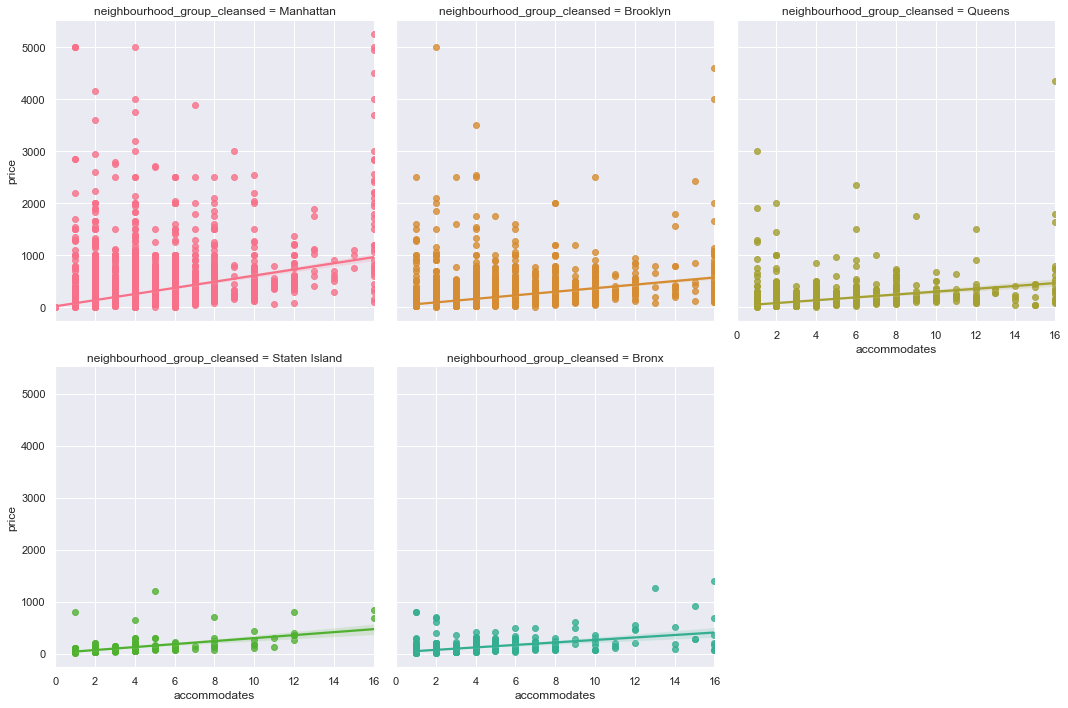 neighbourhood_group_cleansed = Manhattan
neighbourhood_group_cleansed = Brooklyn
neighbourhood_group_cleansed = Queens
5000
4000
3000
2000
1000
0
price
0 2 4 6 8 10 12 14 16
accommodates
neighbourhood_group_cleansed = Staten Island
neighbourhood_group_cleansed = Bronx
5000
4000
3000
2000
1000
0
price
0 2 4 6 8 10 12 14 16
accommodates
0 2 4 6 8 10 12 14 16
accommodates